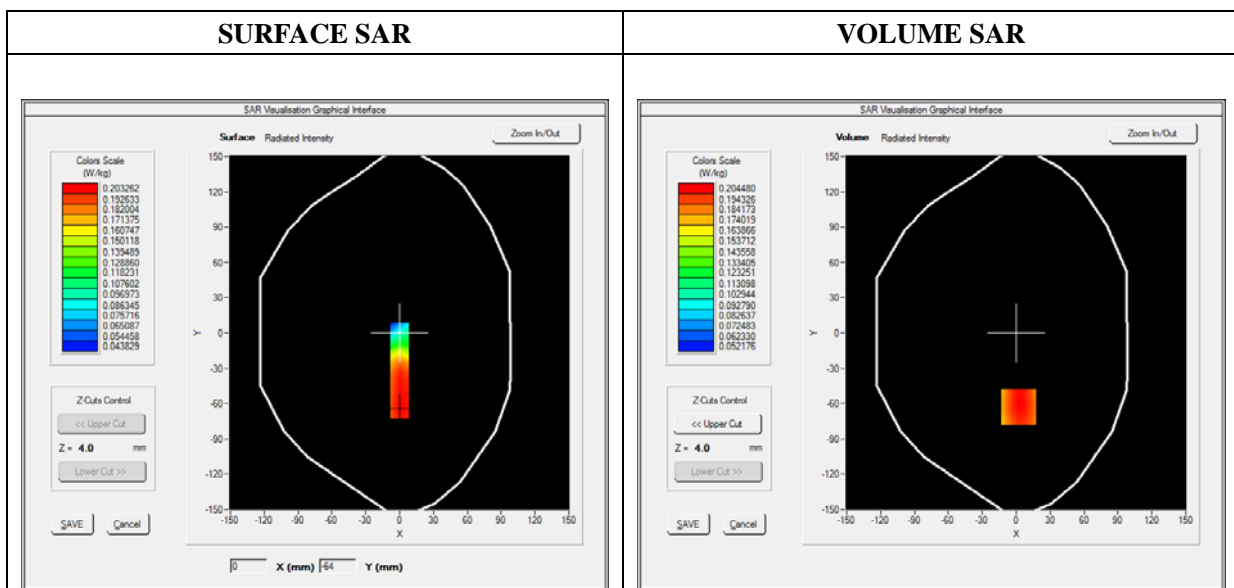 SURFACE SAR
VOLUME SAR
SAR Visualisation Graphical Interface
Surface Radiated Intensity
Zoom In/Out
Colors Scale
(W/kg)
0.203262
0.192633
0.182004
0.171375
0.160747
0.150118
0.139489
0.128860
0.118231
0.107602
0.096973
0.086345
0.075716
0.065087
0.054458
0.043829
150
120
90
60
30
0
-30
-60
-90
-120
-150
Y
-150 -120 -90 -60 -30 0 30 60 90 120 150
X
Z-Cuts Control
<< Upper Cut
Z = 4.0 mm
Lower Cut >>
SAVE Cancel
0 X (mm) -64 Y (mm)
SAR Visualisation Graphical Interface
Volume Radiated Intensity
Zoom In/Out
Colors Scale
(W/kg)
0.204480
0.194326
0.184173
0.174019
0.163866
0.153712
0.143558
0.133405
0.123251
0.113098
0.102944
0.092790
0.082637
0.072483
0.062330
0.052176
150
120
90
60
30
0
-30
-60
-90
-120
-150
Y
-150 -120 -90 -60 -30 0 30 60 90 120 150
X
Z-Cuts Control
<< Upper Cut
Z = 4.0 mm
Lower Cut >>
SAVE Cancel